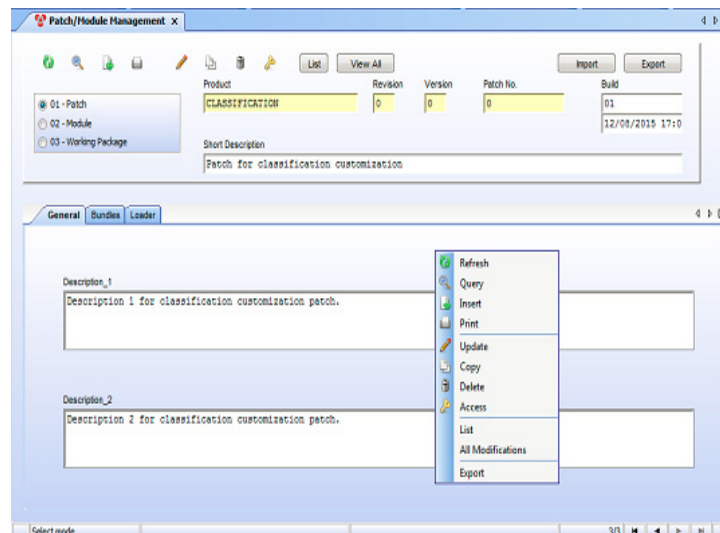 Patch/Module Management x
List View All Import Export
Product Revision Version Patch No. Build
CLASSIFICATION 0 0 0 01
12/08/2015 17:0
01 - Patch
02 - Module
03 - Working Package
Short Description
Patch for classification customization
General Bundles Loader
Description_1
Description 1 for classification customization patch.
Description_2
Description 2 for classification customization patch.
Refresh
Query
Insert
Print
Update
Copy
Delete
Access
List
All Modifications
Export
Select mode 3/3